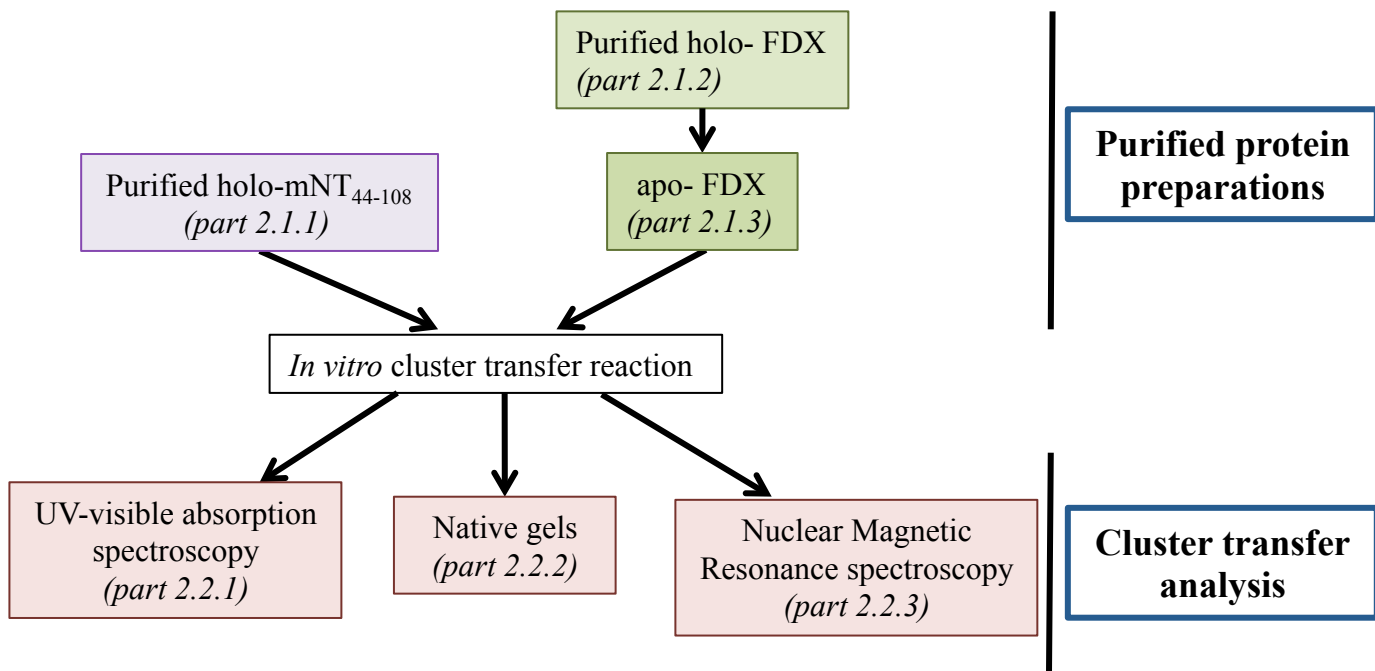 Purified holo- FDX
(part 2.1.2)
Purified holo-mNT44-108
(part 2.1.1)
apo- FDX
(part 2.1.3)
Purified protein
preparations
In vitro cluster transfer reaction
UV-visible absorption
spectroscopy
(part 2.2.1)
Native gels
(part 2.2.2)
Nuclear Magnetic
Resonance spectroscopy
(part 2.2.3)
Cluster transfer
analysis